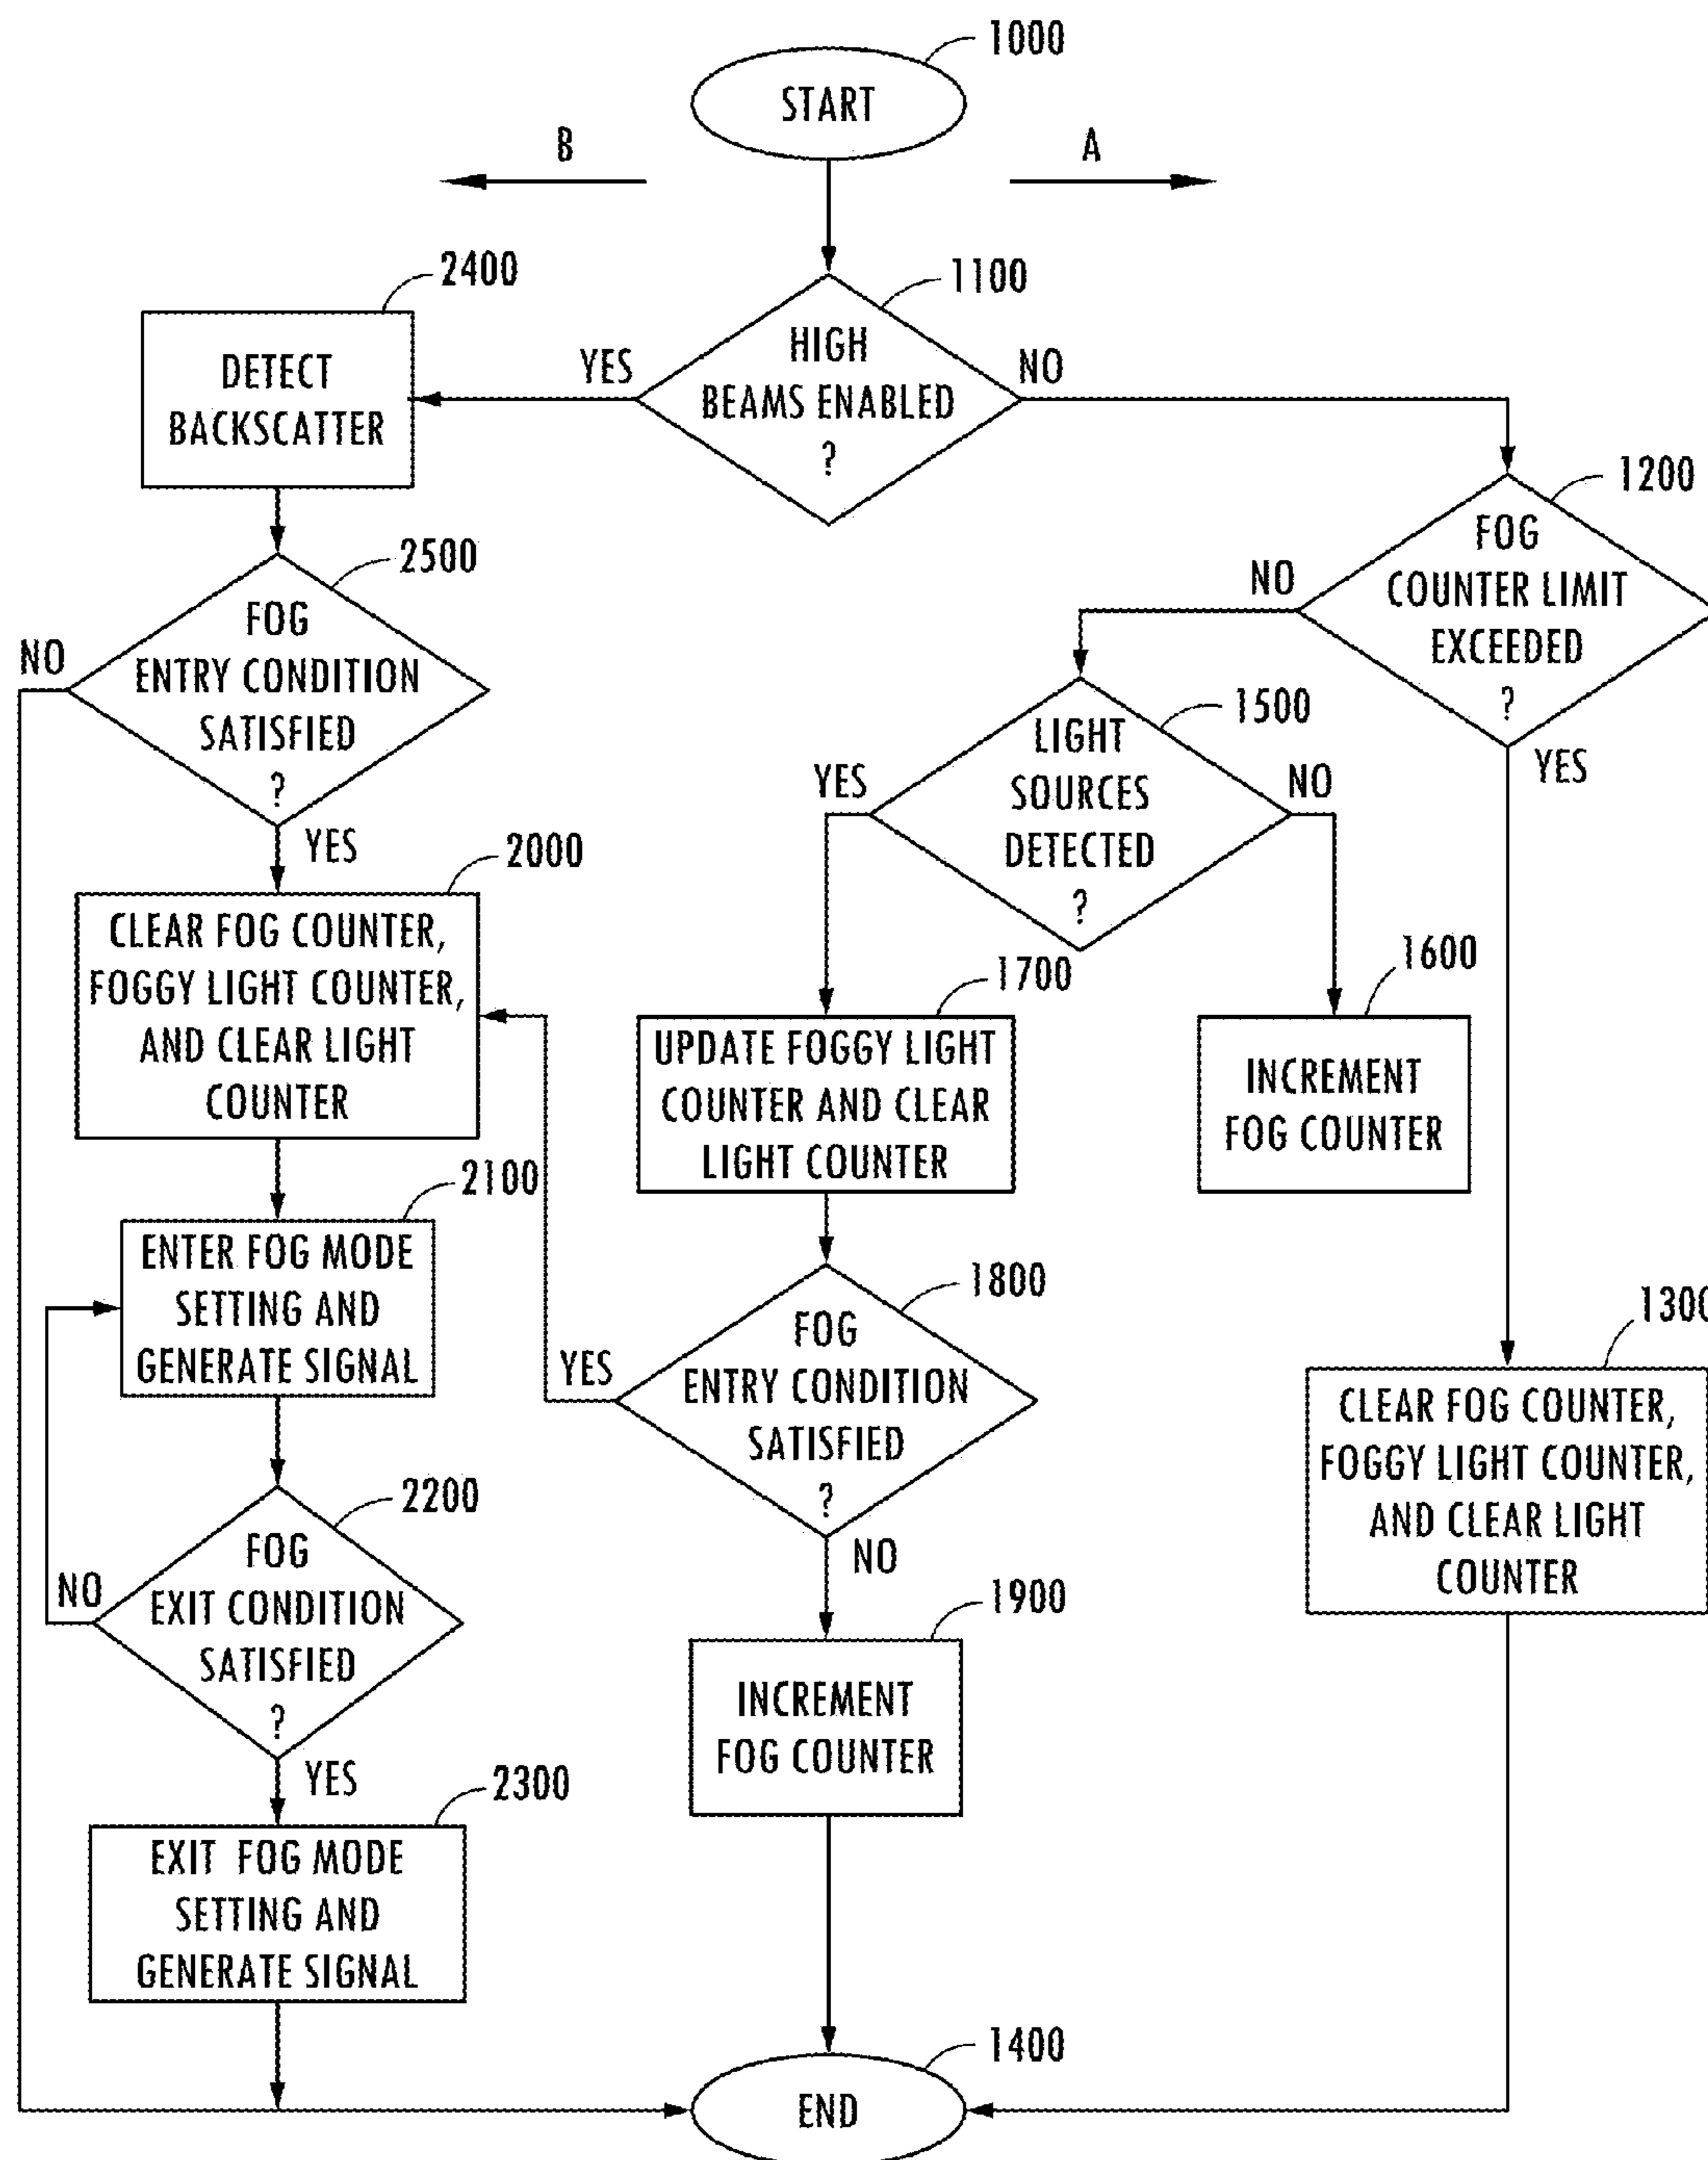 1000
START
B
A
2400
1100
DETECT
BACKSCATTER
YES
HIGH
BEAMS ENABLED
?
NO
1200
FOG
COUNTER LIMIT
EXCEEDED
?
NO
YES
2500
FOG
ENTRY CONDITION
SATISFIED
?
NO
YES
1500
LIGHT
SOURCES
DETECTED
?
YES
NO
2000
CLEAR FOG COUNTER,
FOGGY LIGHT COUNTER,
AND CLEAR LIGHT
COUNTER
1700
UPDATE FOGGY LIGHT
COUNTER AND CLEAR
LIGHT COUNTER
1600
INCREMENT
FOG COUNTER
2100
ENTER FOG MODE
SETTING AND
GENERATE SIGNAL
1800
FOG
ENTRY CONDITION
SATISFIED
?
YES
NO
1300
CLEAR FOG COUNTER,
FOGGY LIGHT COUNTER,
AND CLEAR LIGHT
COUNTER
2200
FOG
EXIT CONDITION
SATISFIED
?
NO
YES
1900
INCREMENT
FOG COUNTER
2300
EXIT FOG MODE
SETTING AND
GENERATE SIGNAL
1400
END